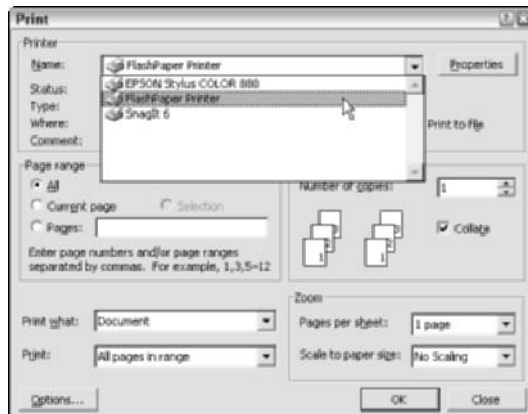 Print
Printer
Name: FlashPaper Printer Properties
EPSON Stylus COLOR 880
Status: FlashPaper Printer
Type: SnagIt 6
Where: Print to file
Comment:
Page range
All
Current page Selection
Pages:
Enter page numbers and/or page ranges
separated by commas. For example, 1,3,5-12
Number of copies: 1
Collate
Print what: Document
Print: All pages in range
Zoom
Pages per sheet: 1 page
Scale to paper size: No Scaling
Options... OK Close